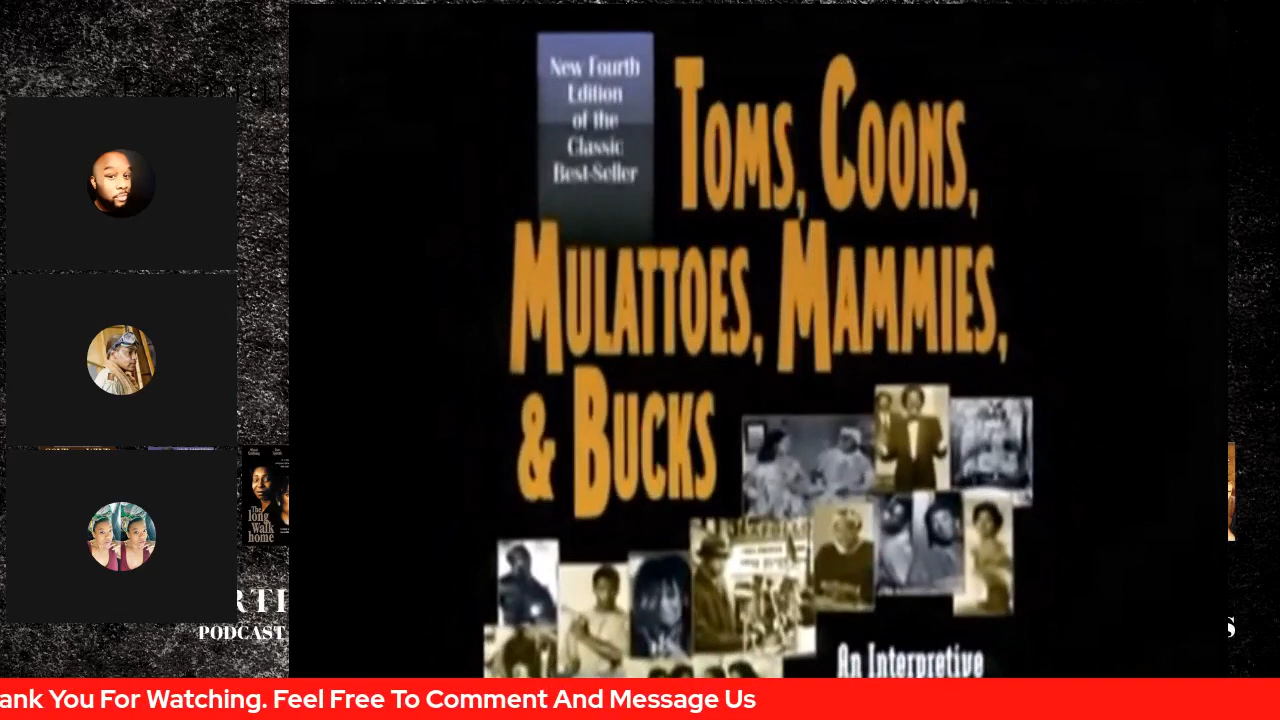 New Fourth
Edition
of the
Classic
Best-Seller
TOMS, COONS,
MULATTOES, MAMMIES,
& BUCKS
An Interpretive
The
long
Walk
home
RTI
PODCAST
S
ank You For Watching. Feel Free To Comment And Message Us